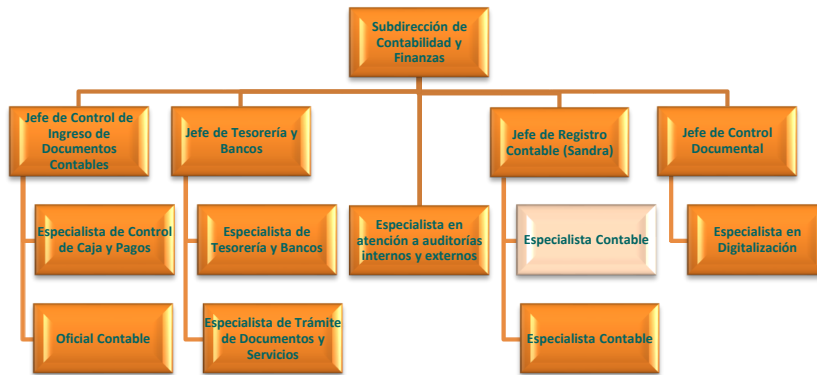 Subdirección de
Contabilidad y
Finanzas
Jefe de Control de
Ingreso de
Documentos
Contables
Jefe de Tesorería y
Bancos
Jefe de Registro
Contable (Sandra)
Jefe de Control
Documental
Especialista de Control
de Caja y Pagos
Especialista de
Tesorería y Bancos
Especialista en
atención a auditorías
internos y externos
Especialista Contable
Especialista en
Digitalización
Oficial Contable
Especialista de Trámite
de Documentos y
Servicios
Especialista Contable